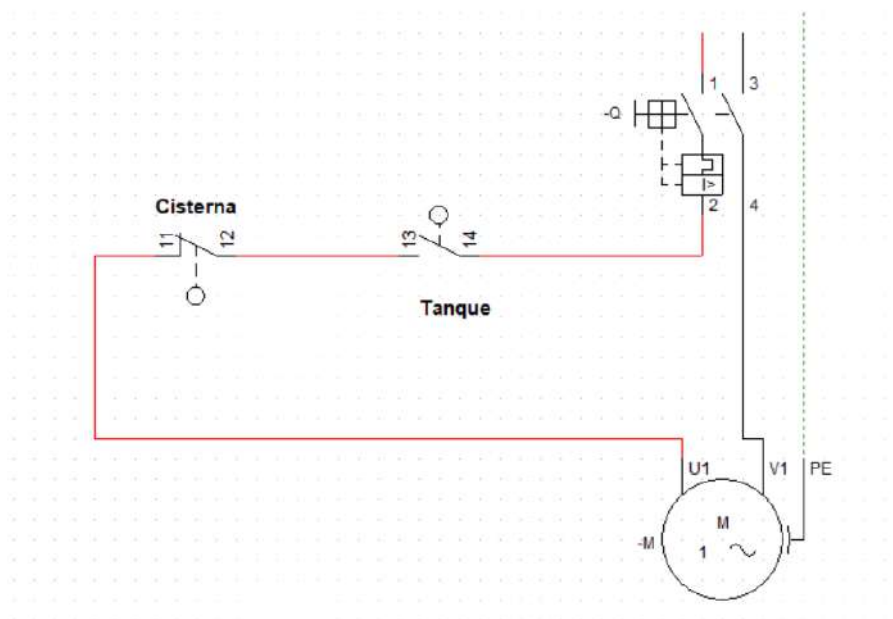 1 3
-Q
I>
2 4
Cisterna
11 12
13 14
Tanque
U1 V1 PE
-M
M
1